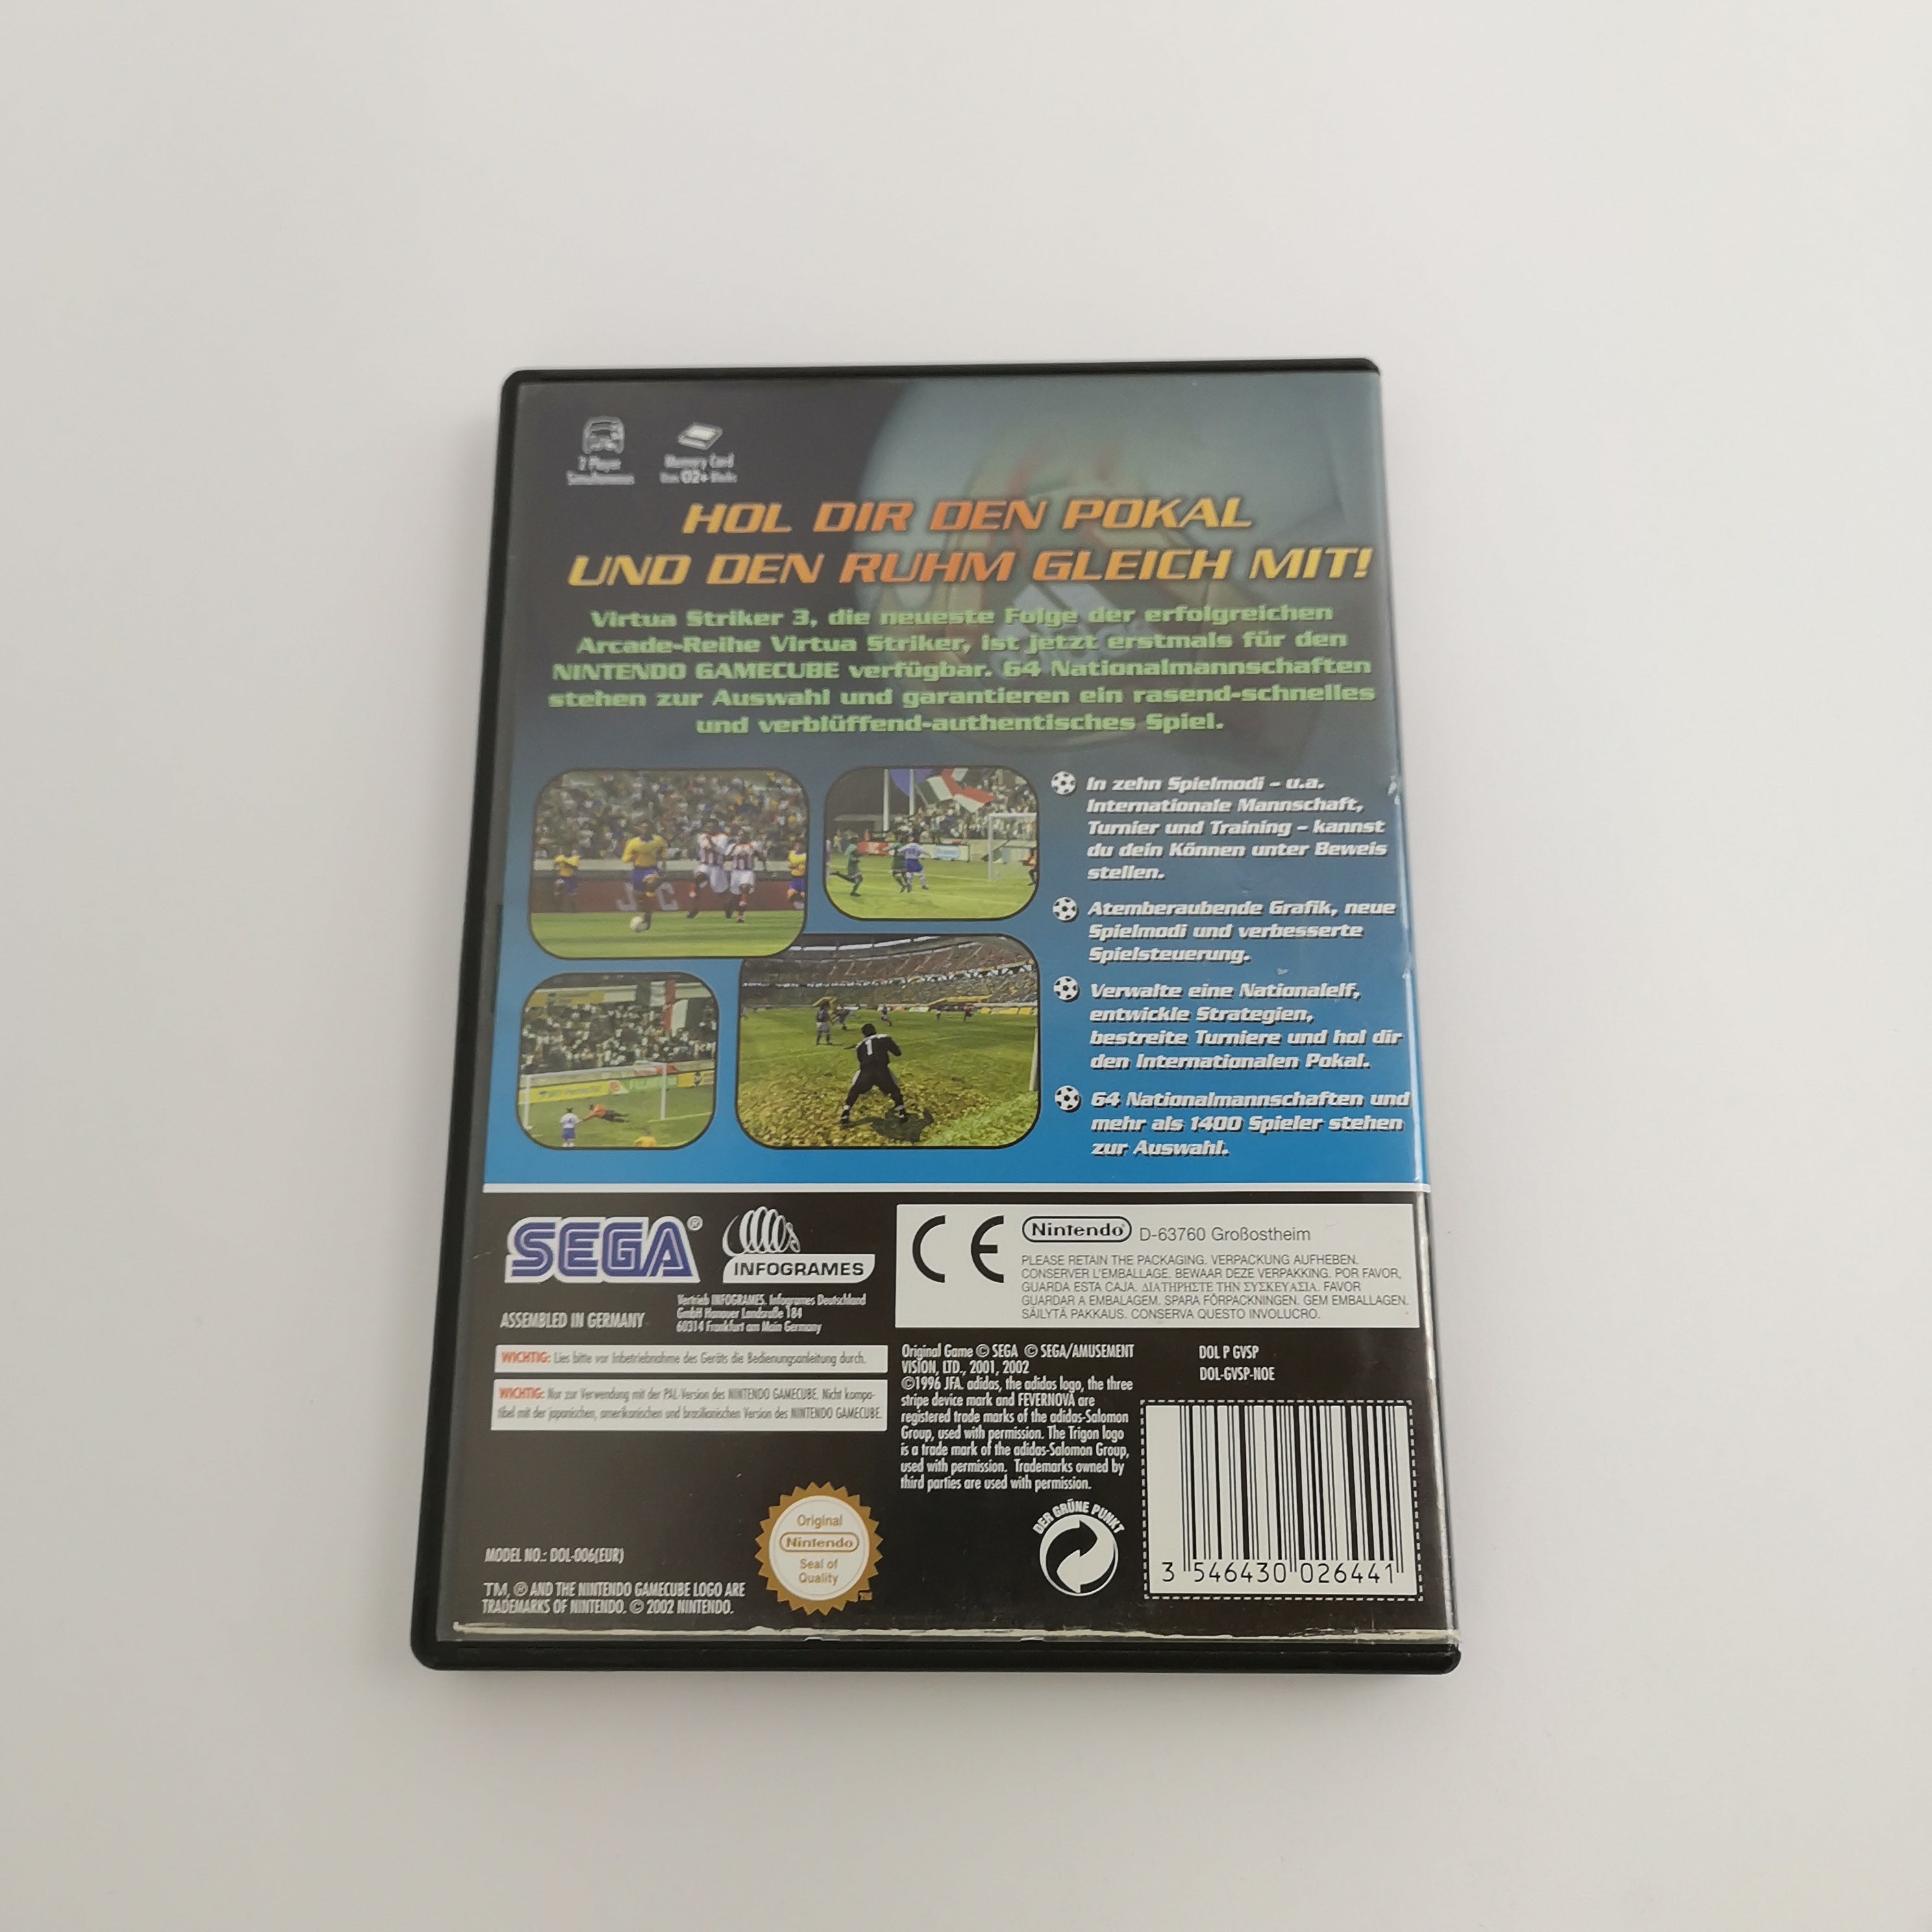 2 Player
Memory Card
Simultaneous
HOL DIR DEN POKAL
UND DEN RUHM GLEICH MIT!
Virtua Striker 3, die neueste Folge der erfolgreichen
Arcade-Reihe Virtua Striker, ist jetzt erstmals für den
NINTENDO GAMECUBE verfügbar. 64 Nationalmannschaften
stehen zur Auswahl und garantieren ein rasend-schnelles
und verblüffend-authentisches Spiel.
In zehn Spielmodi – u.a.
Internationale Mannschaft,
Turnier und Training – kannst
du dein Können unter Beweis
stellen.
Atemberaubende Grafik, neue
Spielmodi und verbesserte
Spielsteuerung.
Verwalte eine Nationalelf,
entwickle Strategien,
bestreite Turniere und hol dir
den Internationalen Pokal.
64 Nationalmannschaften und
mehr als 1400 Spieler stehen
zur Auswahl.
SEGA®
INFOGRAMES
ASSEMBLED IN GERMANY
Vertrieb INFOGRAMES. Infogrames Deutschland
GmbH Hanauer Landstraße 184
60314 Frankfurt am Main Germany
CE Nintendo® D-63760 Großostheim
PLEASE RETAIN THE PACKAGING. VERPACKUNG AUFHEBEN.
CONSERVER L'EMBALLAGE. BEWAAR DEZE VERPAKKING. POR FAVOR,
GUARDA ESTA CAJA. ΔΙΑΤΗΡΗΣΤΕ ΤΗΝ ΣΥΣΚΕΥΑΣΙΑ. FAVOR
GUARDAR A EMBALAGEM. SPARA FÖRPACKNINGEN. GEM EMBALLAGEN.
SÄILYTÄ PAKKAUS. CONSERVA QUESTO INVOLUCRO.
WICHTIG: Lies bitte vor Inbetriebnahme des Geräts die Bedienungsanleitung durch.
WICHTIG: Nur zur Verwendung mit der PAL-Version des NINTENDO GAMECUBE. Nicht kompa-
tibel mit der japanischen, amerikanischen und brasilianischen Version des NINTENDO GAMECUBE.
Original Game © SEGA © SEGA/AMUSEMENT
VISION, LTD., 2001, 2002
©1996 JFA. adidas, the adidas logo, the three
stripe device mark and FEVERNOVA are
registered trade marks of the adidas-Salomon
Group, used with permission. The Trigon logo
is a trade mark of the adidas-Salomon Group,
used with permission. Trademarks owned by
third parties are used with permission.
DOL P GVSP
DOL-GVSP-NOE
DER GRÜNE PUNKT
3 546430 026441
Original
Nintendo
Seal of
Quality
MODEL NO.: DOL-006(EUR)
TM, ® AND THE NINTENDO GAMECUBE LOGO ARE
TRADEMARKS OF NINTENDO. © 2002 NINTENDO.